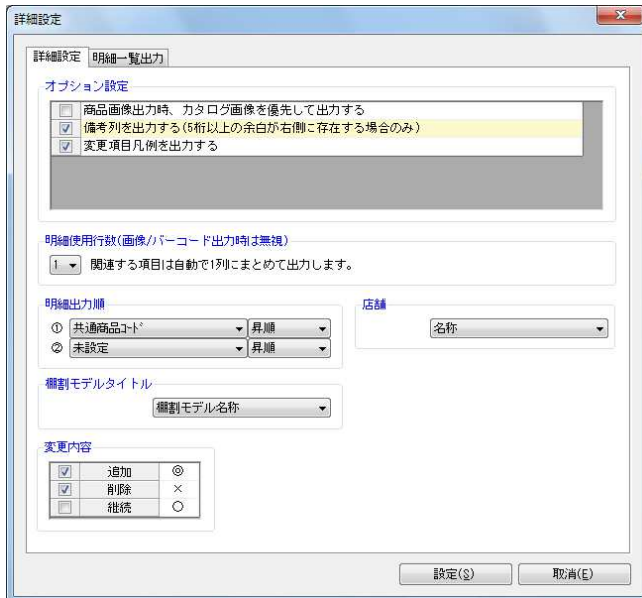 詳細設定
詳細設定 明細一覧出力
オプション設定
商品画像出力時、カタログ画像を優先して出力する
備考列を出力する(5桁以上の余白が右側に存在する場合のみ)
変更項目凡例を出力する
明細使用行数(画像/バーコード出力時は無視)
1 関連する項目は自動で1列にまとめて出力します。
明細出力順
① 共通商品ｺｰﾄﾞ 昇順
② 未設定 昇順
店舗
名称
棚割モデルタイトル
棚割モデル名称
変更内容
追加 ◎
削除 ×
継続 ○
設定(S) 取消(E)